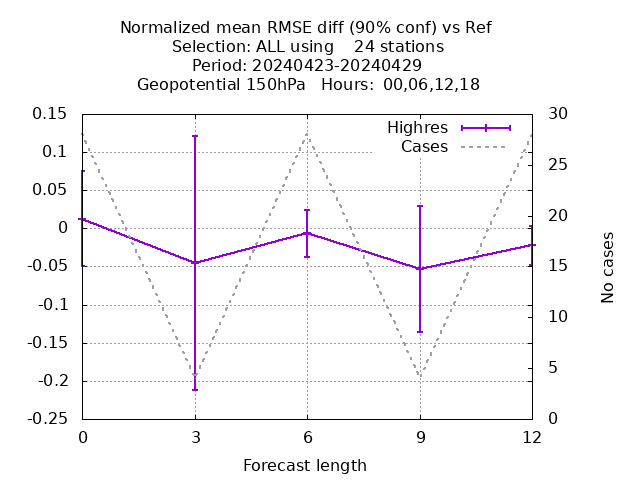 Normalized mean RMSE diff (90% conf) vs Ref
Selection: ALL using    24 stations
Period: 20240423-20240429
Geopotential 150hPa   Hours:  00,06,12,18
Highres
Cases
0.15
0.1
0.05
0
-0.05
-0.1
-0.15
-0.2
-0.25
30
25
20
15
10
5
0
No cases
0
3
6
9
12
Forecast length